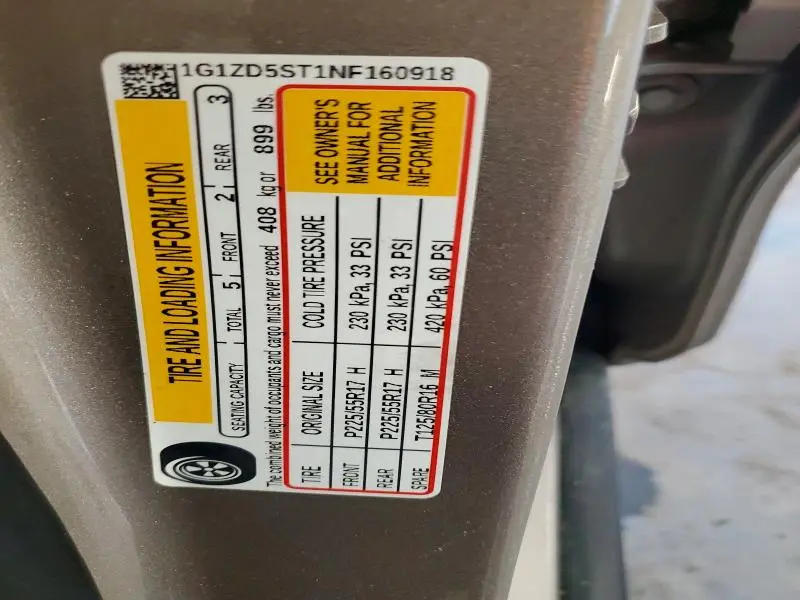 1G1ZD5ST1NF160918
TIRE AND LOADING INFORMATION
SEATING CAPACITY TOTAL 5 FRONT 2 REAR 3
The combined weight of occupants and cargo must never exceed 408 kg or 899 lbs.
TIRE ORIGINAL SIZE COLD TIRE PRESSURE
FRONT P225/55R17 H 230 kPa, 33 PSI
REAR P225/55R17 H 230 kPa, 33 PSI
SPARE T125/80R16 M 420 kPa, 60 PSI
SEE OWNER'S
MANUAL FOR
ADDITIONAL
INFORMATION